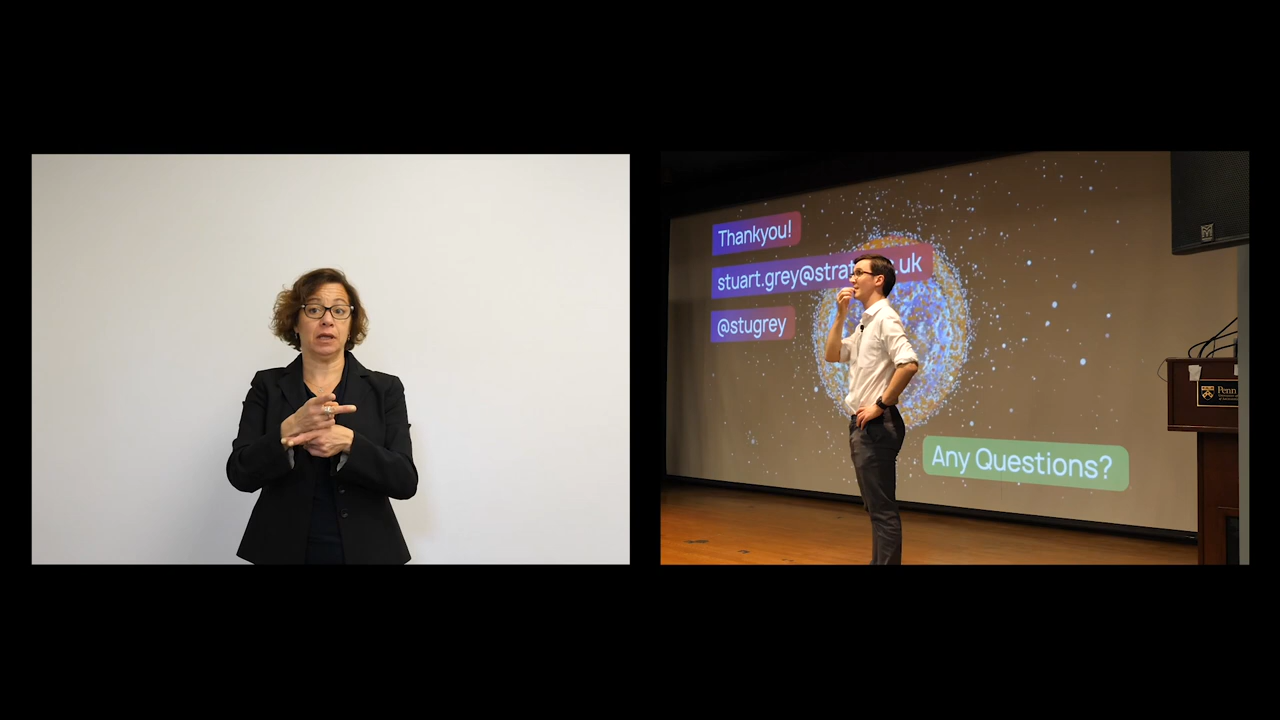 Thankyou!
stuart.grey@strat
.uk
@stugrey
Any Questions?
Penn